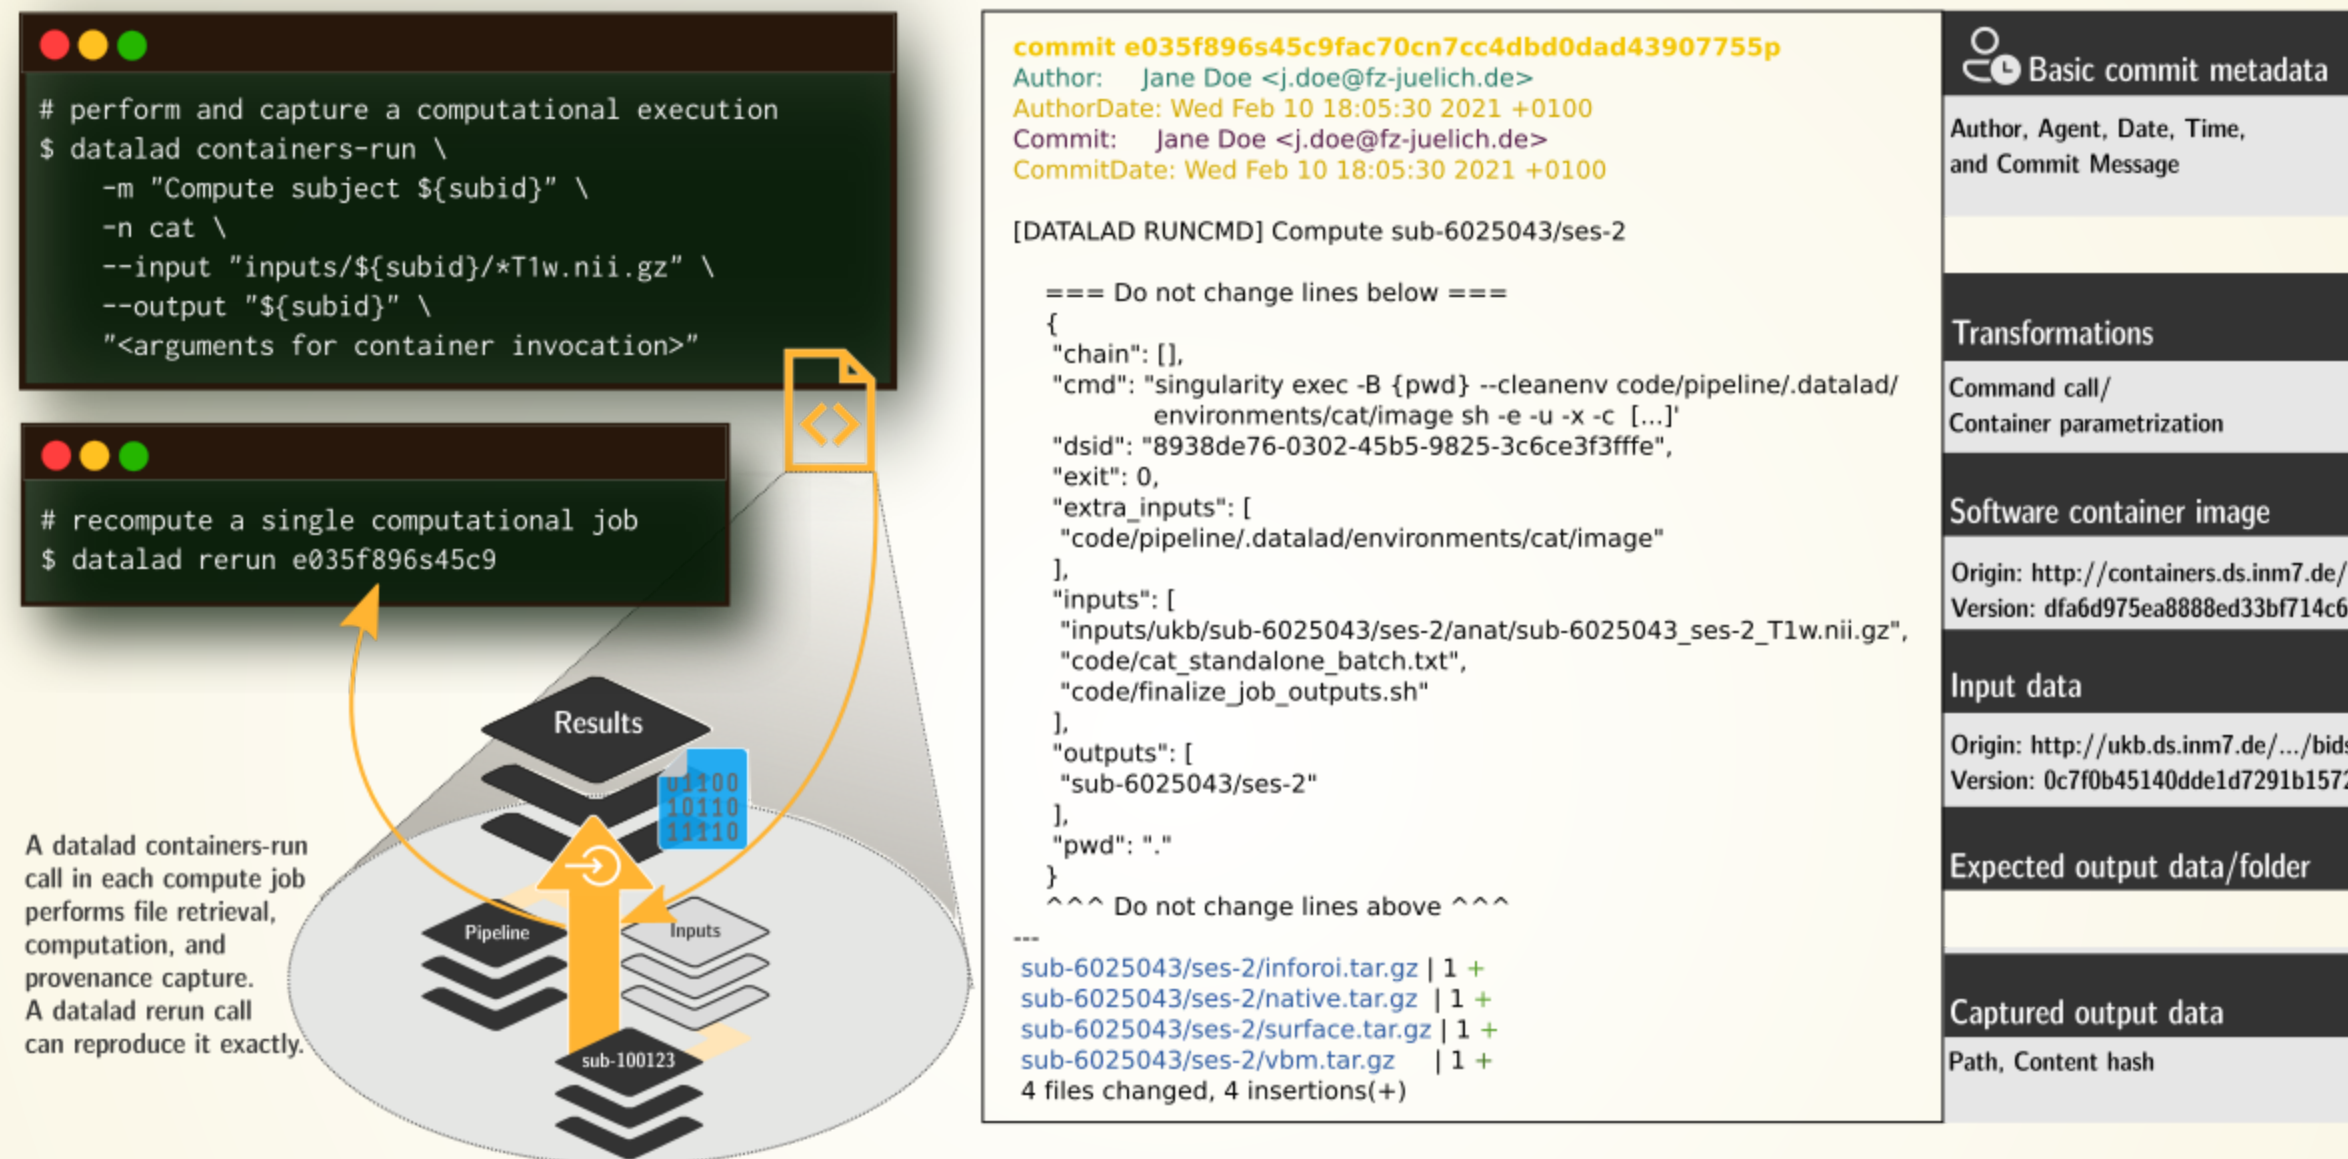 # perform and capture a computational execution
$ datalad containers-run \
-m "Compute subject ${subid}" \
-n cat \
--input "inputs/${subid}/*T1w.nii.gz" \
--output "${subid}" \
"<arguments for container invocation>"
# recompute a single computational job
$ datalad rerun e035f896s45c9
Results
01100
10110
11110
Pipeline
Inputs
sub-100123
A datalad containers-run
call in each compute job
performs file retrieval,
computation, and
provenance capture.
A datalad rerun call
can reproduce it exactly.
commit e035f896s45c9fac70cn7cc4dbd0dad43907755p
Author: Jane Doe <j.doe@fz-juelich.de>
AuthorDate: Wed Feb 10 18:05:30 2021 +0100
Commit: Jane Doe <j.doe@fz-juelich.de>
CommitDate: Wed Feb 10 18:05:30 2021 +0100
[DATALAD RUNCMD] Compute sub-6025043/ses-2
=== Do not change lines below ===
{
"chain": [],
"cmd": "singularity exec -B {pwd} --cleanenv code/pipeline/.datalad/
environments/cat/image sh -e -u -x -c [...]'
"dsid": "8938de76-0302-45b5-9825-3c6ce3f3fffe",
"exit": 0,
"extra_inputs": [
"code/pipeline/.datalad/environments/cat/image"
],
"inputs": [
"inputs/ukb/sub-6025043/ses-2/anat/sub-6025043_ses-2_T1w.nii.gz",
"code/cat_standalone_batch.txt",
"code/finalize_job_outputs.sh"
],
"outputs": [
"sub-6025043/ses-2"
],
"pwd": "."
}
^^^ Do not change lines above ^^^
---
sub-6025043/ses-2/inforoi.tar.gz | 1 +
sub-6025043/ses-2/native.tar.gz | 1 +
sub-6025043/ses-2/surface.tar.gz | 1 +
sub-6025043/ses-2/vbm.tar.gz | 1 +
4 files changed, 4 insertions(+)
Basic commit metadata
Author, Agent, Date, Time,
and Commit Message
Transformations
Command call/
Container parametrization
Software container image
Origin: http://containers.ds.inm7.de/
Version: dfa6d975ea8888ed33bf714c6
Input data
Origin: http://ukb.ds.inm7.de/.../bids
Version: 0c7f0b45140dde1d7291b1572
Expected output data/folder
Captured output data
Path, Content hash